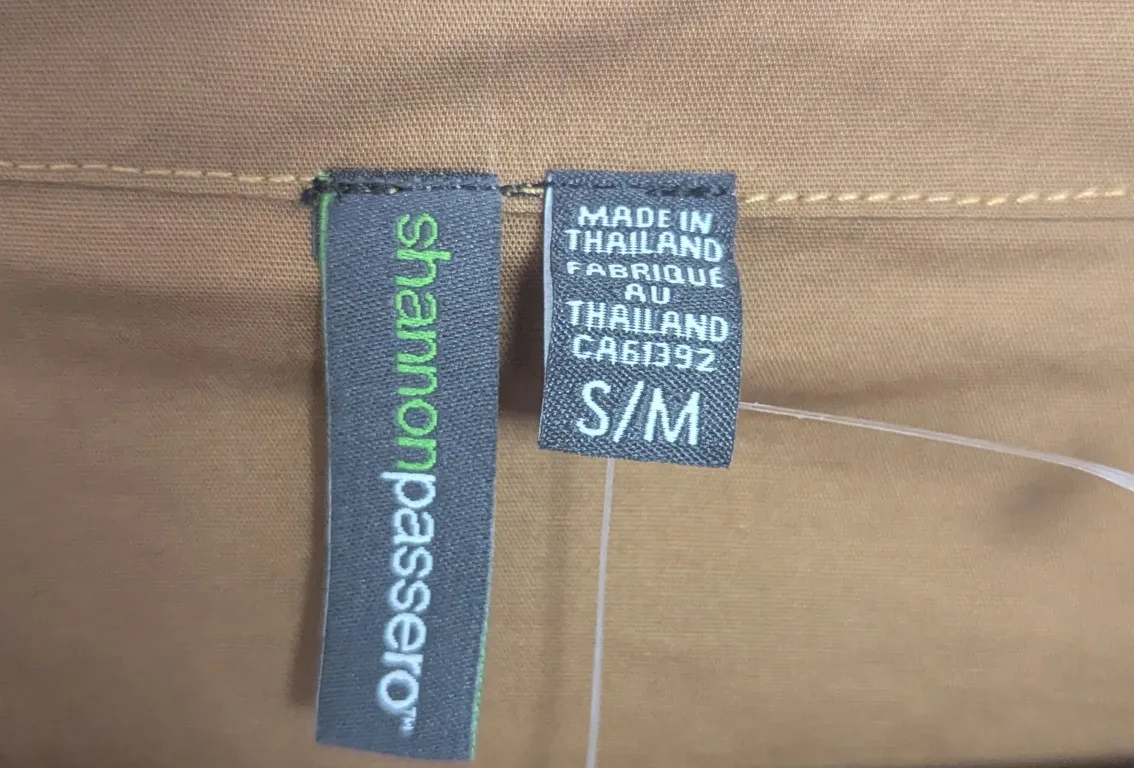 shannonpassero™
MADE IN
THAILAND
FABRIQUÉ
AU
THAILAND
CA61392
S/M